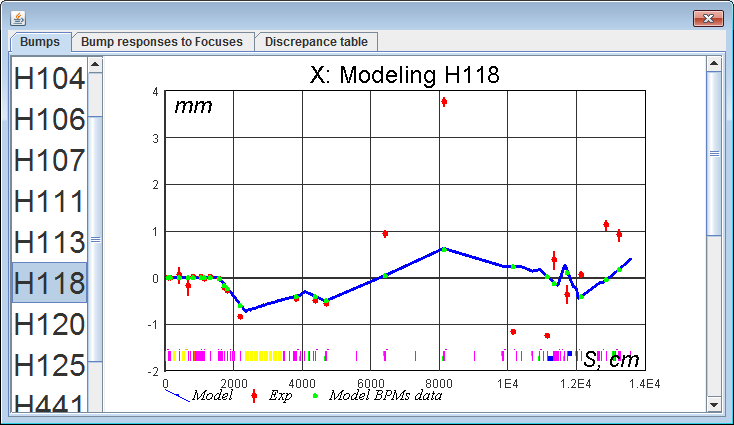 Bumps Bump responses to Focuses Discrepance table
H104
H106
H107
H111
H113
H118
H120
H125
H441
X: Modeling H118
mm
4
3
2
1
0
-1
-2
S, cm
0 2000 4000 6000 8000 1E4 1.2E4 1.4E4
Model Exp Model BPMs data